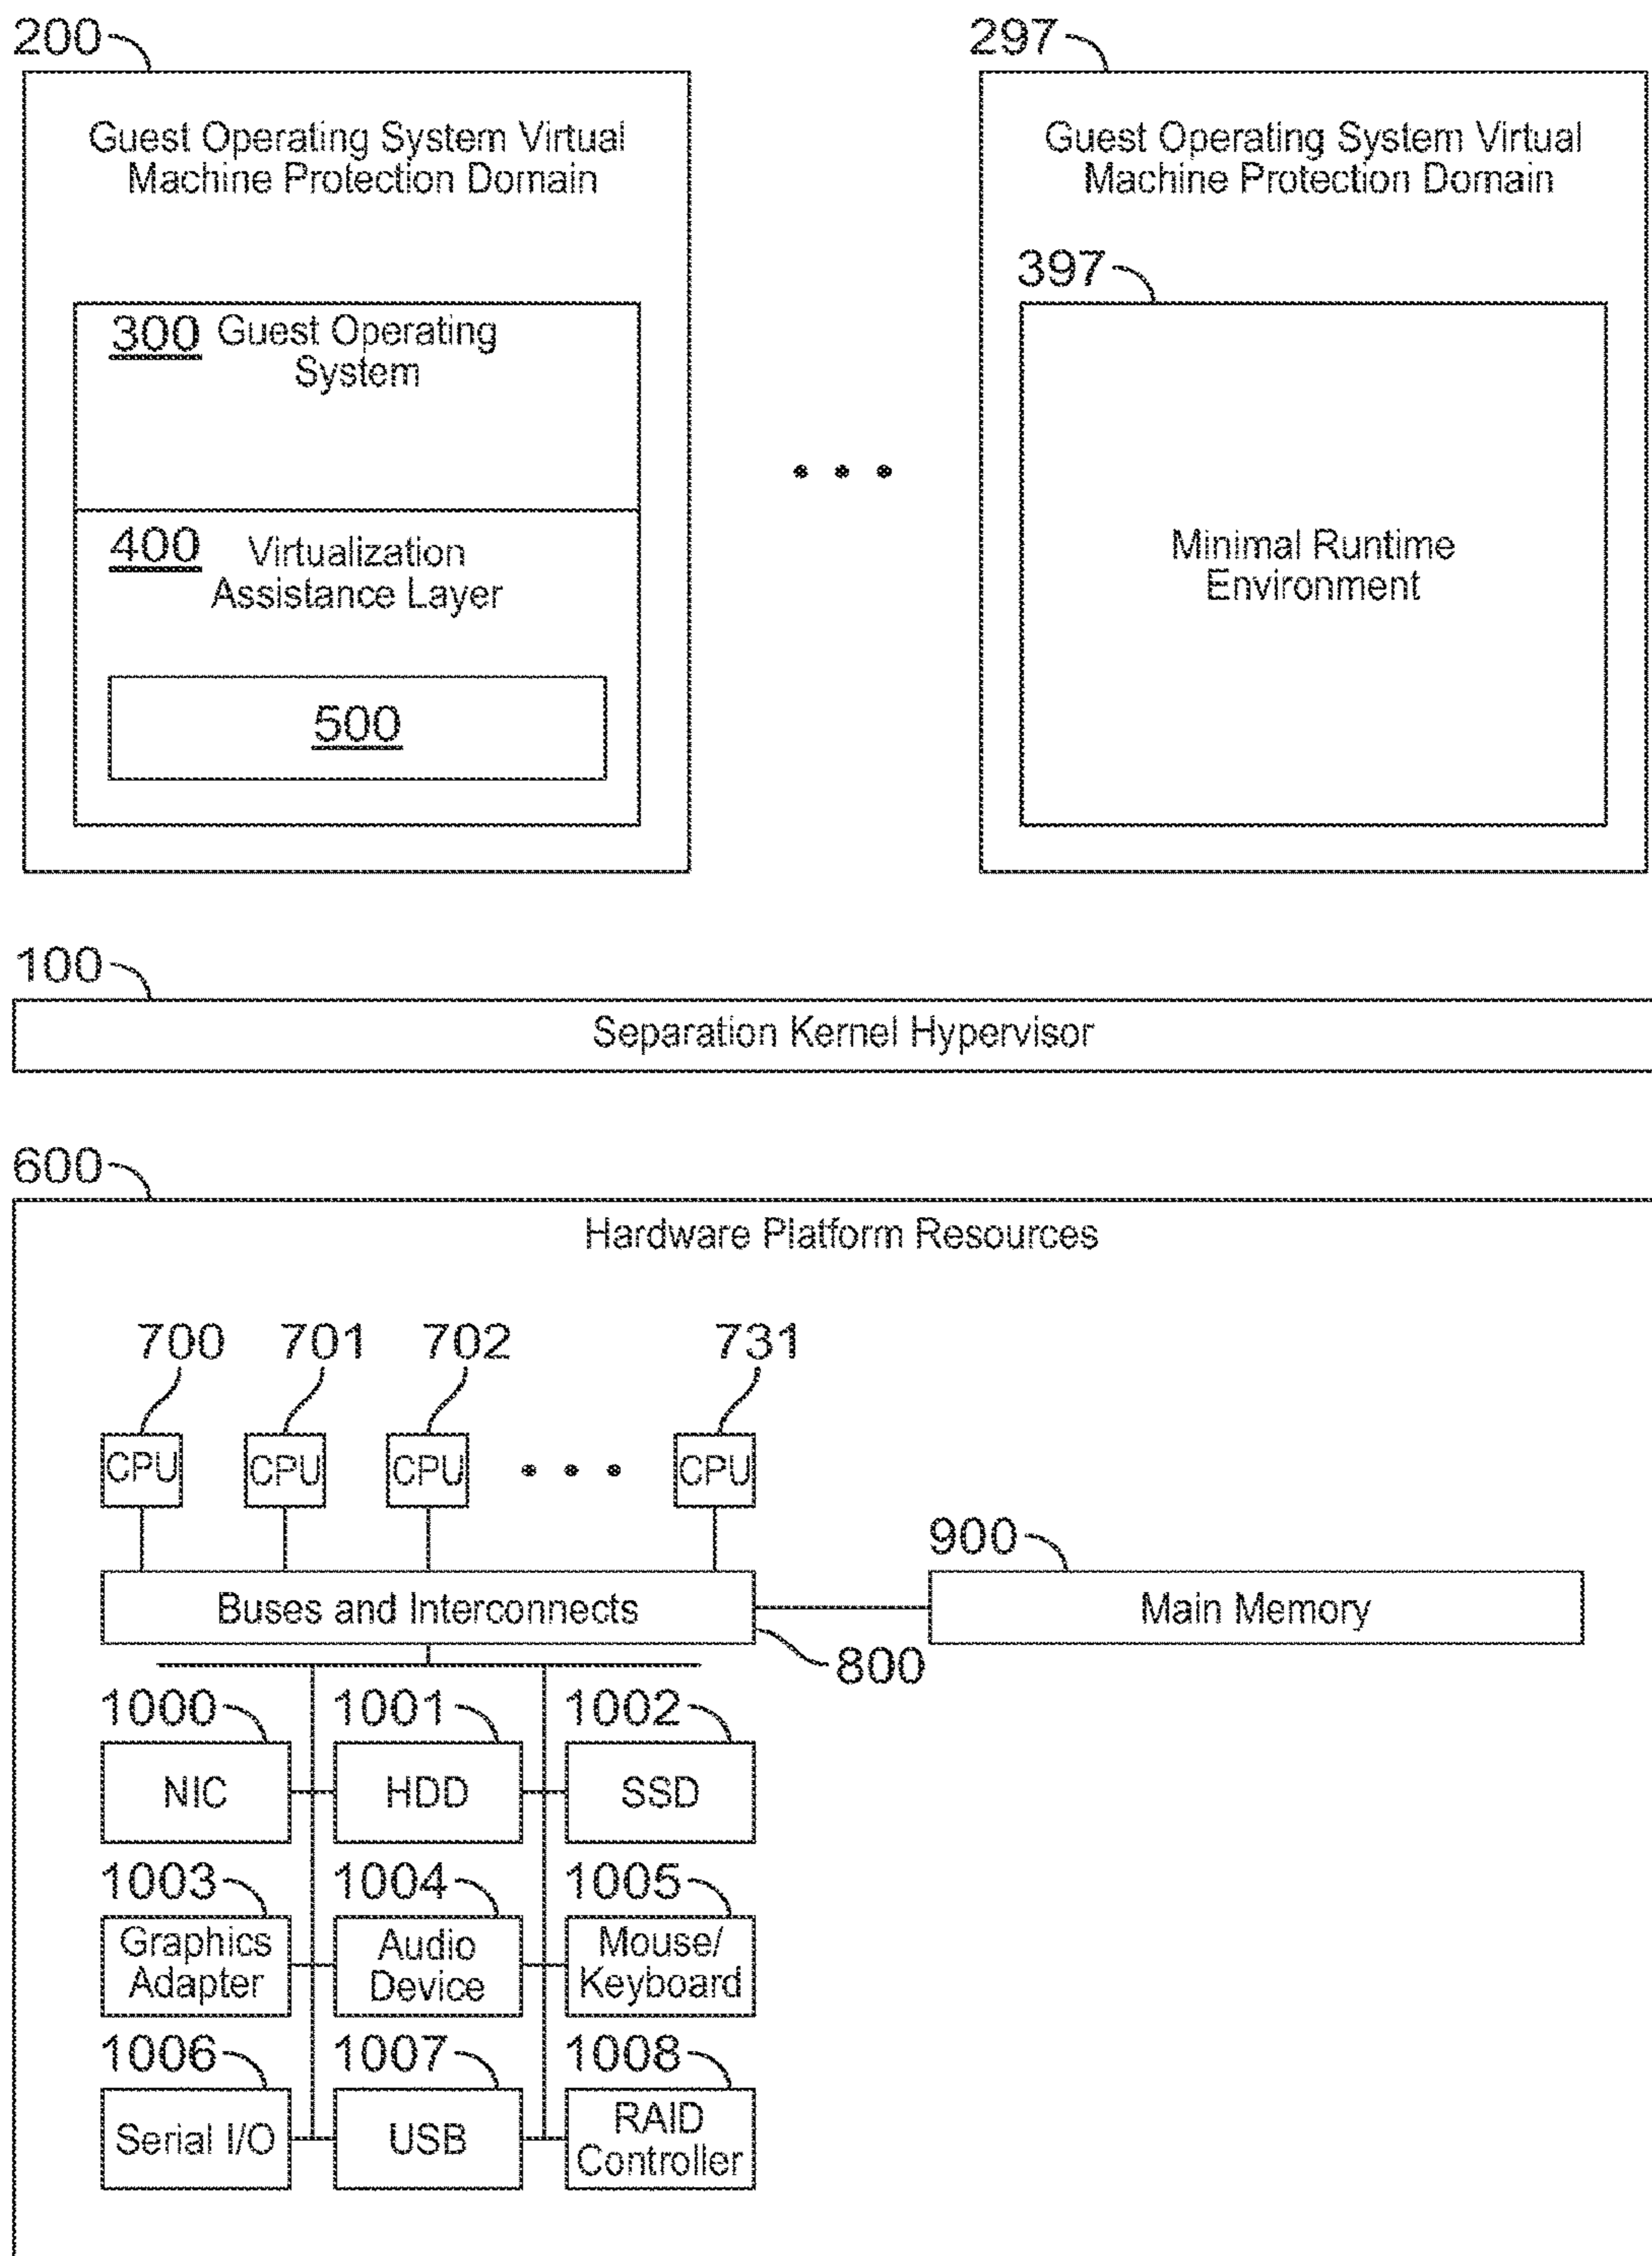 200
297
Guest Operating System Virtual
Machine Protection Domain
Guest Operating System Virtual
Machine Protection Domain
397
300 Guest Operating
System
400 Virtualization
Assistance Layer
500
• • •
Minimal Runtime
Environment
100
Separation Kernel Hypervisor
600
Hardware Platform Resources
700 701 702 731
CPU CPU CPU • • • CPU
900
Buses and Interconnects
Main Memory
800
1000 1001 1002
NIC HDD SSD
1003 1004 1005
Graphics
Adapter
Audio
Device
Mouse/
Keyboard
1006 1007 1008
Serial I/O
USB
RAID
Controller